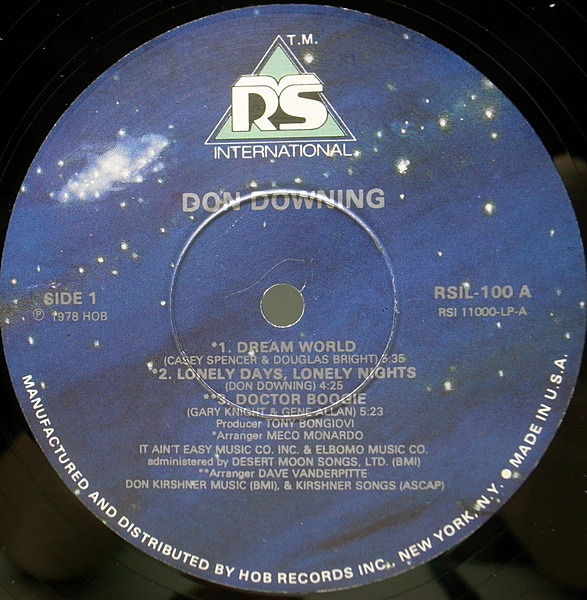 T.M.
RS
INTERNATIONAL
DON DOWNING
SIDE 1
℗ 1978 HOB
RSIL-100 A
RSI 11000-LP-A
*1. DREAM WORLD
(CASEY SPENCER & DOUGLAS BRIGHT) 5:35
*2. LONELY DAYS, LONELY NIGHTS
(DON DOWNING) 4:25
**3. DOCTOR BOOGIE
(GARY KNIGHT & GENE ALLAN) 5:23
Producer TONY BONGIOVI
*Arranger MECO MONARDO
IT AIN'T EASY MUSIC CO. INC. & ELBOMO MUSIC CO.
administered by DESERT MOON SONGS, LTD. (BMI)
**Arranger DAVE VANDERPITTE
DON KIRSHNER MUSIC (BMI), & KIRSHNER SONGS (ASCAP)
MANUFACTURED AND DISTRIBUTED BY HOB RECORDS INC., NEW YORK, N.Y. ● MADE IN U.S.A.